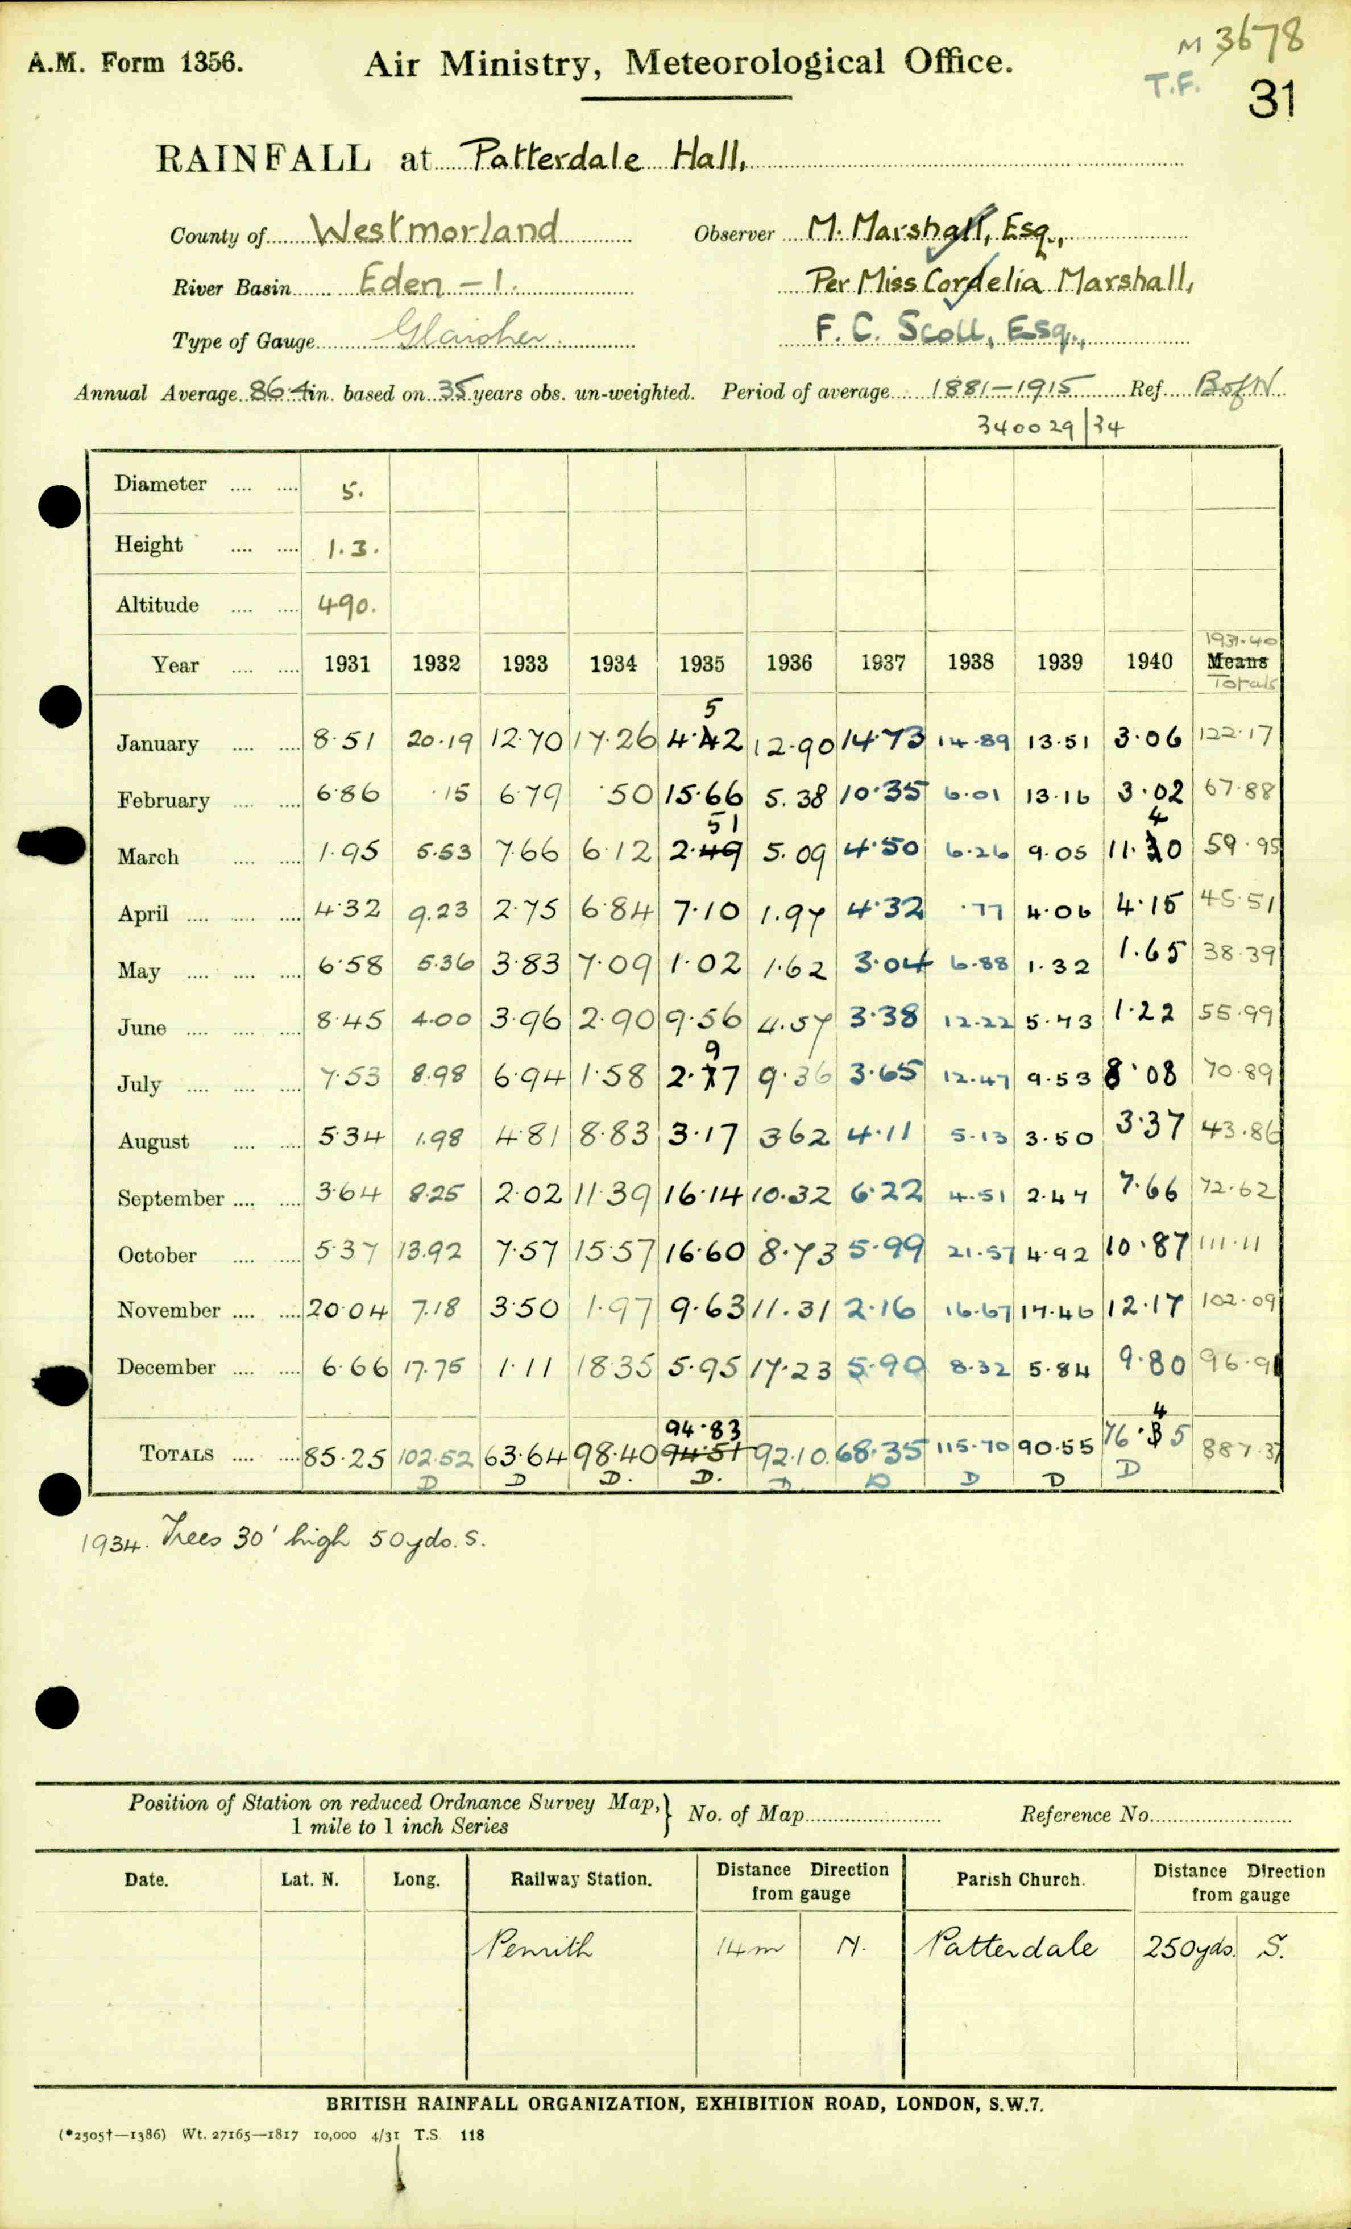 M 3678
A.M. Form 1356. Air Ministry, Meteorological Office.
T.F. 31
RAINFALL at Patterdale Hall,
County of Westmorland Observer M. Marshall, Esq.,
River Basin Eden - 1. Per Miss Cordelia Marshall,
Type of Gauge Glaisher. F. C. Scott, Esq.,
Annual Average 86.4 in. based on 35 years obs. un-weighted. Period of average 1881-1915 Ref. B of W
340029/34
Diameter 5.
Height 1.3.
Altitude 490.
1931-40
Year 1931 1932 1933 1934 1935 1936 1937 1938 1939 1940 Means
Totals
5
January 8.51 20.19 12.70 17.26 4.42 12.90 14.73 14.89 13.51 3.06 122.17
February 6.86 .15 6.79 .50 15.66 5.38 10.35 6.01 13.16 3.02 67.88
51 4
March 1.95 5.53 7.66 6.12 2.49 5.09 4.50 6.26 9.05 11.30 59.95
April 4.32 9.23 2.75 6.84 7.10 1.97 4.32 .77 4.06 4.15 45.51
May 6.58 5.36 3.83 7.09 1.02 1.62 3.04 6.88 1.32 1.65 38.39
June 8.45 4.00 3.96 2.90 9.56 4.57 3.38 12.22 5.73 1.22 55.99
9
July 7.53 8.98 6.94 1.58 2.77 9.36 3.65 12.47 9.53 8.08 70.89
August 5.34 1.98 4.81 8.83 3.17 3.62 4.11 5.13 3.50 3.37 43.86
September 3.64 8.25 2.02 11.39 16.14 10.32 6.22 4.51 2.47 7.66 72.62
October 5.37 13.92 7.57 15.57 16.60 8.73 5.99 21.57 4.92 10.87 111.11
November 20.04 7.18 3.50 1.97 9.63 11.31 2.16 16.67 17.46 12.17 102.09
December 6.66 17.75 1.11 18.35 5.95 17.23 5.90 8.32 5.84 9.80 96.91
94.83 4
TOTALS 85.25 102.52 63.64 98.40 94.51 92.10 68.35 115.70 90.55 76.35 887.37
D D D. D. D D D D D
1934. Trees 30' high 50yds. S.
Position of Station on reduced Ordnance Survey Map,} No. of Map Reference No.
1 mile to 1 inch Series
Date. Lat. N. Long. Railway Station. Distance Direction from gauge Parish Church. Distance Direction from gauge
Penrith 14m N. Patterdale 250yds. S.
BRITISH RAINFALL ORGANIZATION, EXHIBITION ROAD, LONDON, S.W.7.
(*2505†—1386) Wt. 27165—1817 10,000 4/31 T.S. 118